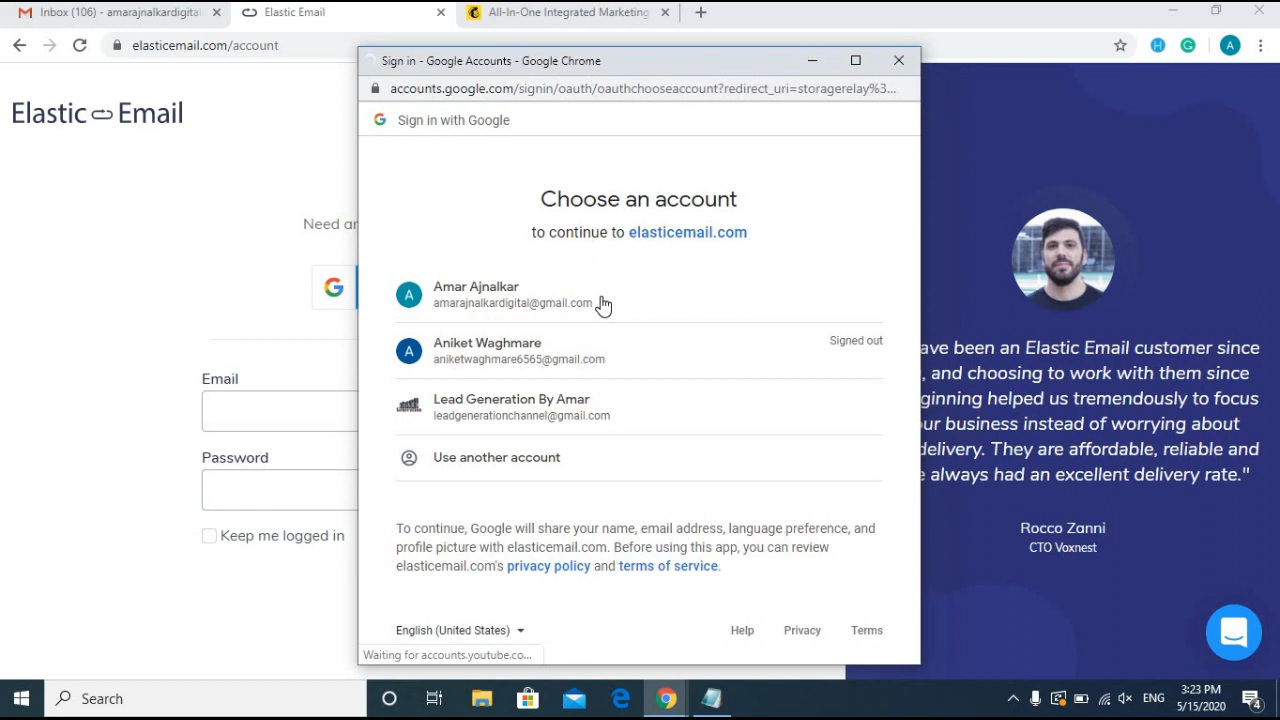 Inbox (106) - amarajnalkardigital
Elastic Email
All-In-One Integrated Marketing
elasticemail.com/account
A
Sign in - Google Accounts - Google Chrome
accounts.google.com/signin/oauth/oauthchooseaccount?redirect_uri=storagerelay%3...
Elastic Email
Sign in with Google
Choose an account
to continue to elasticemail.com
Need an
G
A
Amar Ajnalkar
amarajnalkardigital@gmail.com
A
Aniket Waghmare
aniketwaghmare6565@gmail.com
Signed out
Lead Generation By Amar
leadgenerationchannel@gmail.com
Use another account
Email
Password
Keep me logged in
To continue, Google will share your name, email address, language preference, and
profile picture with elasticemail.com. Before using this app, you can review
elasticemail.com's privacy policy and terms of service.
English (United States)
Help
Privacy
Terms
Waiting for accounts.youtube.co...
ave been an Elastic Email customer since
, and choosing to work with them since
ginning helped us tremendously to focus
ur business instead of worrying about
delivery. They are affordable, reliable and
always had an excellent delivery rate."
Rocco Zanni
CTO Voxnest
Search
ENG
3:23 PM
5/15/2020
4